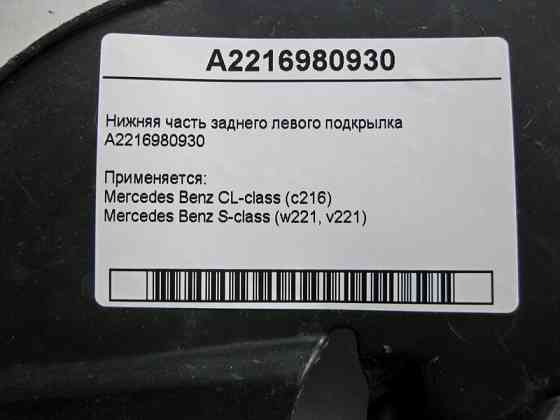 A2216980930
Нижняя часть заднего левого подкрылка
A2216980930
Применяется:
Mercedes Benz CL-class (c216)
Mercedes Benz S-class (w221, v221)